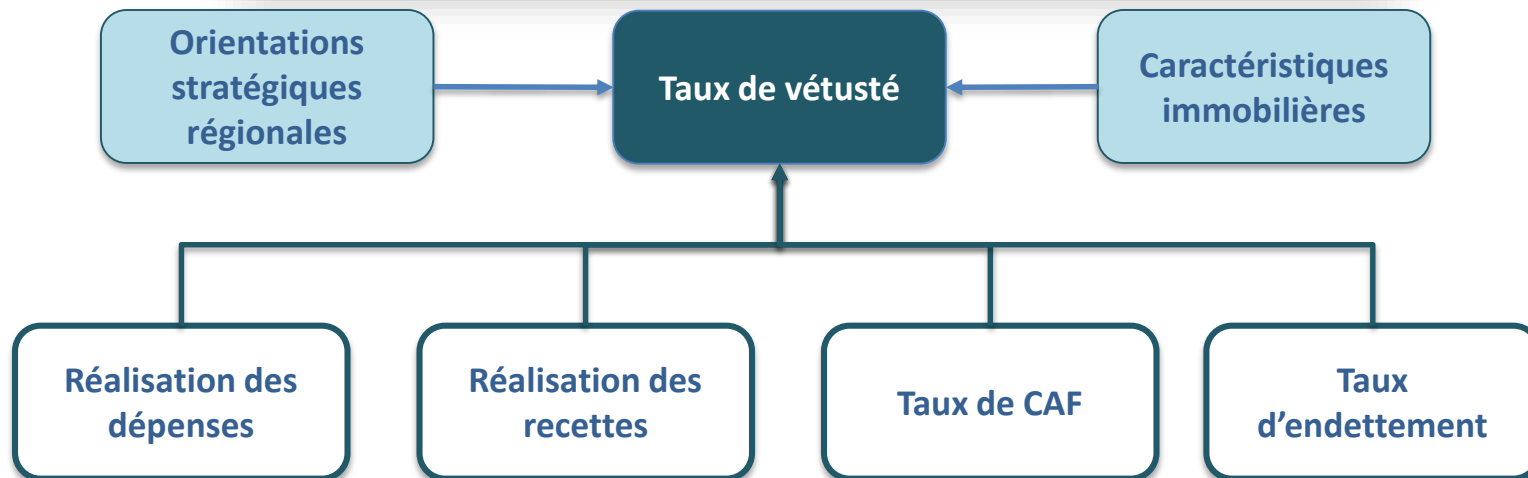 Orientations
stratégiques
régionales
Taux de vétusté
Caractéristiques
immobilières
Réalisation des
dépenses
Réalisation des
recettes
Taux de CAF
Taux
d’endettement